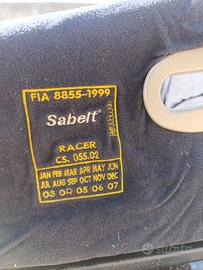 FIA 8855-1999
Sabelt
RACER
CS. 055.02
JAN FEB MAR APR MAY JUN
JUL AUG SEP OCT NOV DEC
03 04 05 06 07
subito